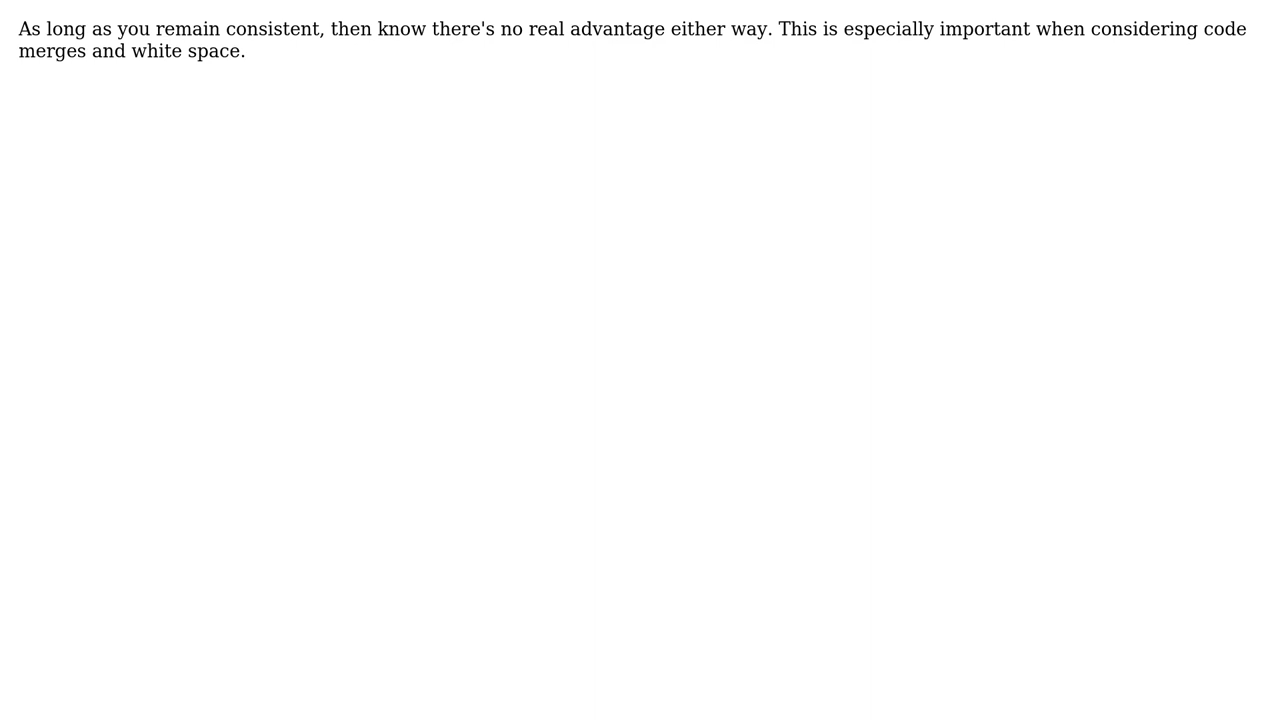 As long as you remain consistent, then know there's no real advantage either way. This is especially important when considering code
merges and white space.